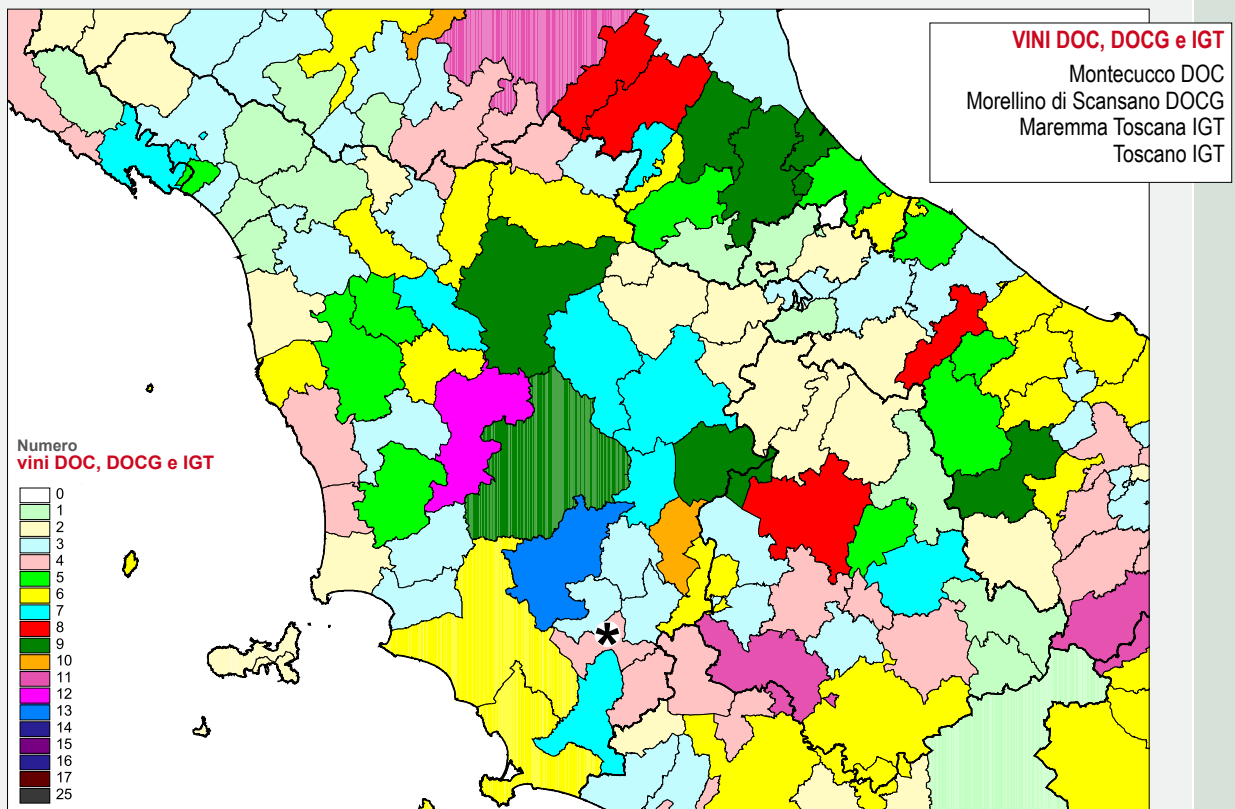 VINI DOC, DOCG e IGT
Montecucco DOC
Morellino di Scansano DOCG
Maremma Toscana IGT
Toscano IGT
*
Numero
vini DOC, DOCG e IGT
0
1
2
3
4
5
6
7
8
9
10
11
12
13
14
15
16
17
25